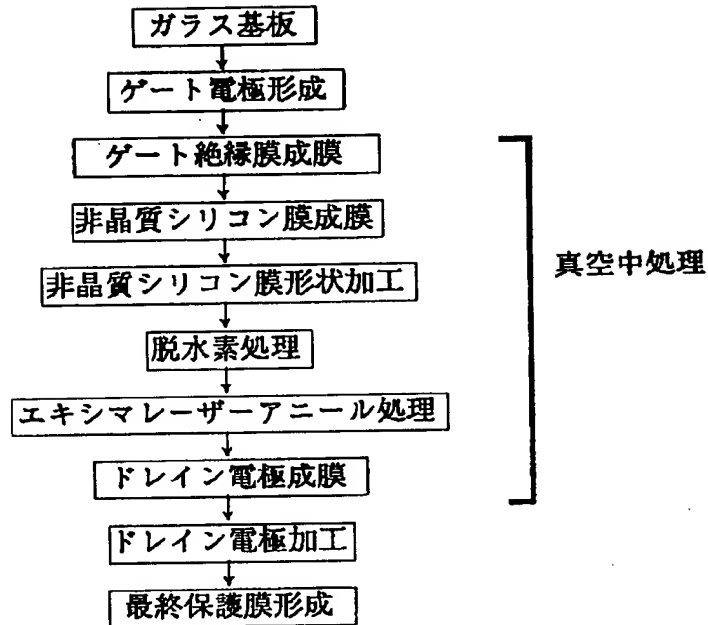 ガラス基板
ゲート電極形成
ゲート絶縁膜成膜
非晶質シリコン膜成膜
非晶質シリコン膜形状加工
真空中処理
脱水素処理
エキシマレーザーアニール処理
ドレイン電極成膜
ドレイン電極加工
最終保護膜形成